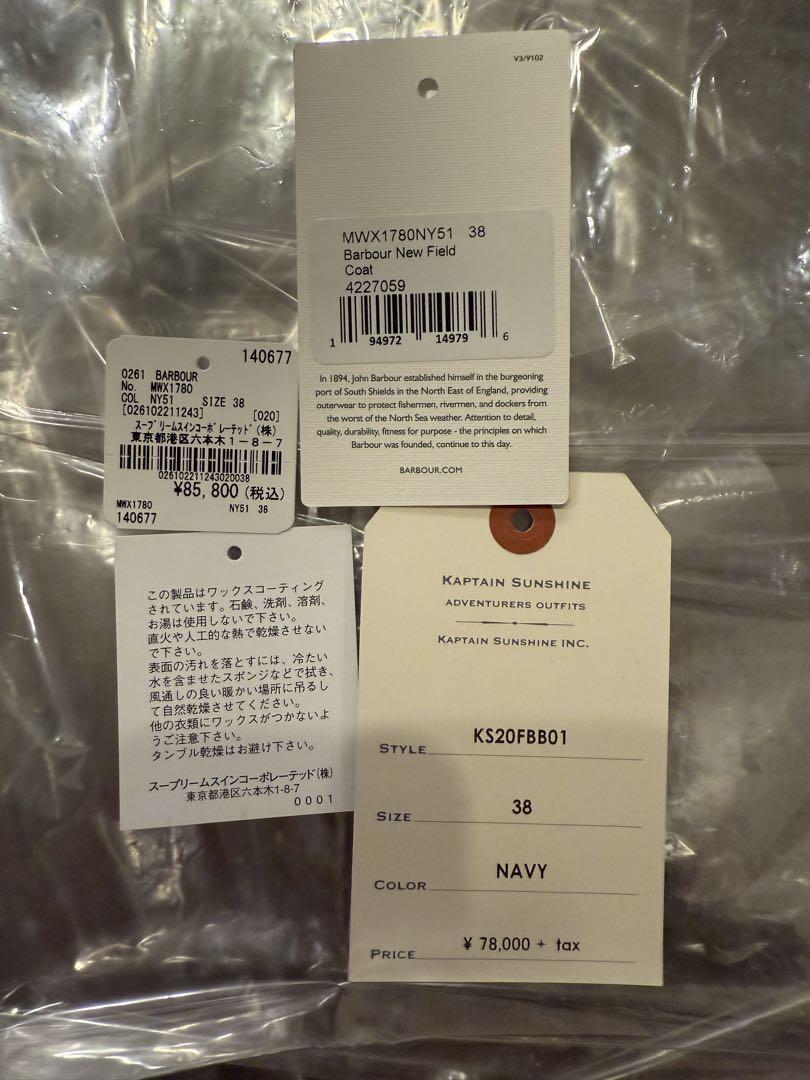 V3/9102
MWX1780NY51 38
Barbour New Field
Coat
4227059
1 94972 14979 6
In 1894, John Barbour established himself in the burgeoning
port of South Shields in the North East of England, providing
outerwear to protect fishermen, rivermen, and dockers from
the worst of the North Sea weather. Attention to detail,
quality, durability, fitness for purpose - the principles on which
Barbour was founded, continue to this day.
BARBOUR.COM
140677
0261 BARBOUR
No. MWX1780
COL NY51 SIZE 38
[026102211243] [020]
スープリームスインコーポレーテッド(株)
東京都港区六本木1-8-7
026102211243020038
¥85,800(税込)
MWX1780 NY51 38
140677
この製品はワックスコーティング
されています。石鹸、洗剤、溶剤、
お湯は使用しないで下さい。
直火や人工的な熱で乾燥させない
で下さい。
表面の汚れを落とすには、冷たい
水を含ませたスポンジなどで拭き、
風通しの良い暖かい場所に吊るし
て自然乾燥させてください。
他の衣類にワックスがつかないよ
うご注意下さい。
タンブル乾燥はお避け下さい。
スープリームスインコーポレーテッド(株)
東京都港区六本木1-8-7
0001
KAPTAIN SUNSHINE
ADVENTURERS OUTFITS
KAPTAIN SUNSHINE INC.
STYLE KS20FBB01
SIZE 38
COLOR NAVY
PRICE ¥ 78,000 + tax